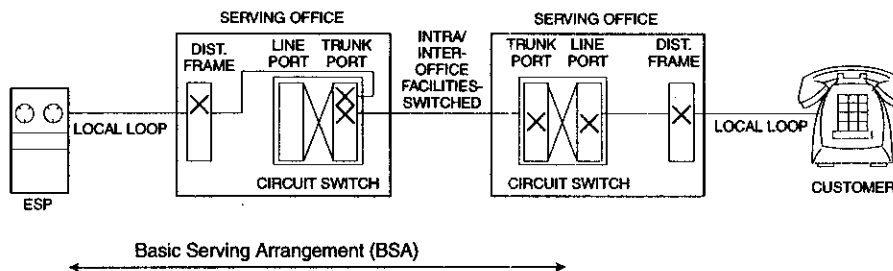 SERVING OFFICE
DIST.
FRAME
LINE
PORT
TRUNK
PORT
CIRCUIT SWITCH
LOCAL LOOP
ESP
INTRA/
INTER-
OFFICE
FACILITIES-
SWITCHED
SERVING OFFICE
TRUNK
PORT
LINE
PORT
DIST.
FRAME
CIRCUIT SWITCH
LOCAL LOOP
CUSTOMER
Basic Serving Arrangement (BSA)